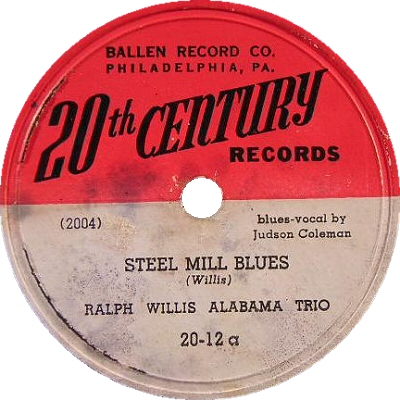 BALLEN RECORD CO.
PHILADELPHIA, PA.
20th CENTURY
RECORDS
(2004)
blues-vocal by
Judson Coleman
STEEL MILL BLUES
(Willis)
RALPH WILLIS ALABAMA TRIO
20-12 a